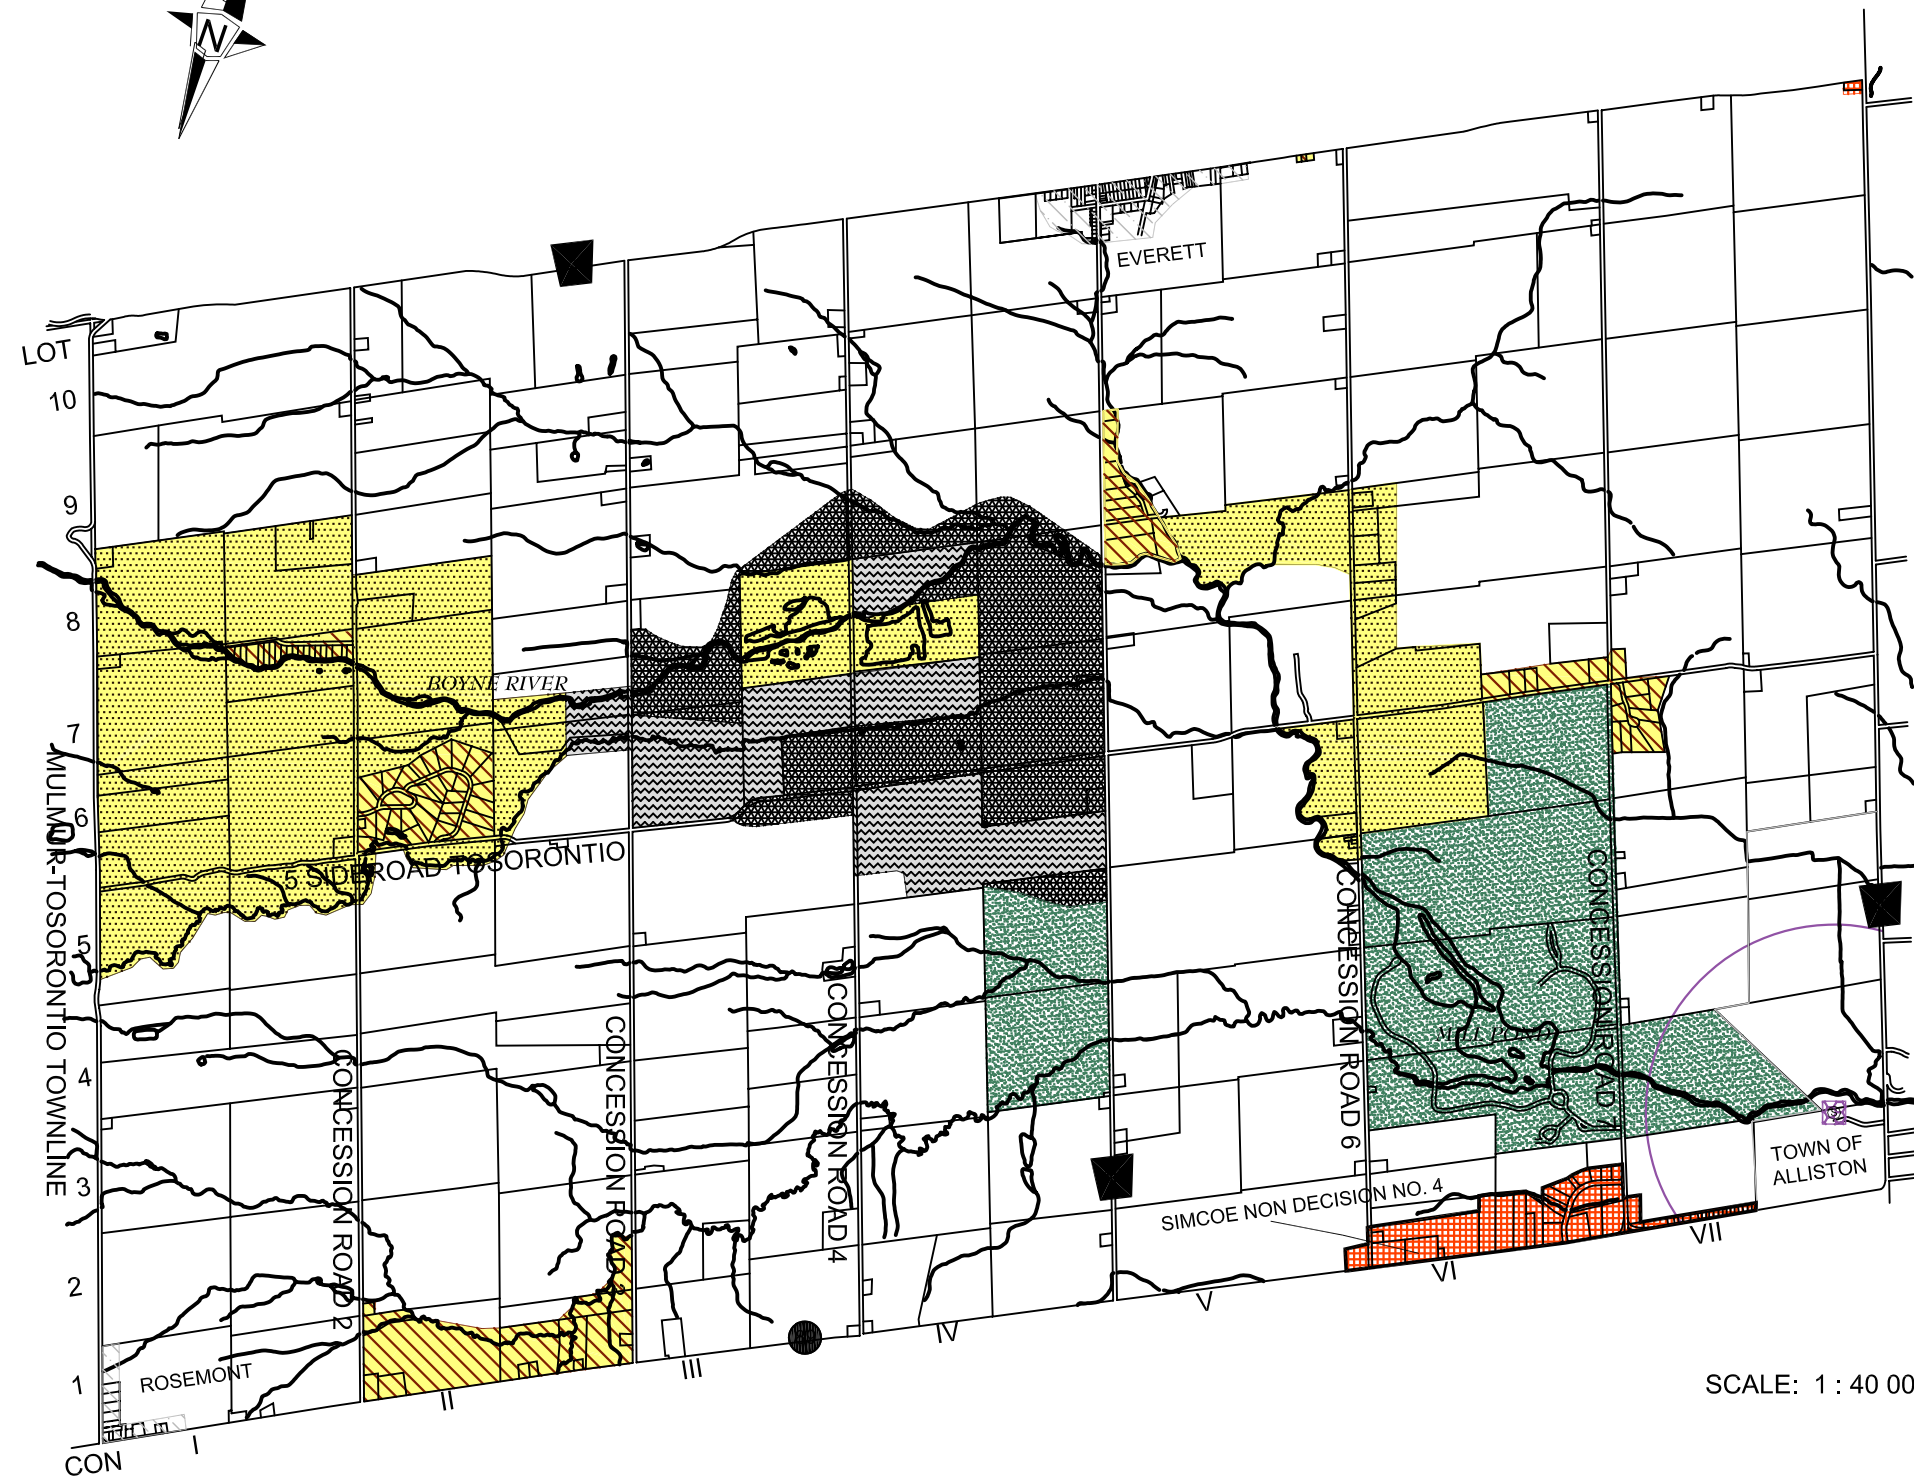 N
EVERETT
LOT
10
9
8
BOYNE RIVER
7
MULMUR-TOSORONTIO TOWNLINE
6
5 SIDEROAD TOSORONTIO
5
CONCESSION ROAD 2
CONCESSION ROAD 3
CONCESSION ROAD 4
CONCESSION ROAD 6
CONCESSION ROAD 7
MILL POND
4
3
TOWN OF
ALLISTON
SIMCOE NON DECISION NO. 4
2
VII
VI
V
IV
III
II
I
1
ROSEMONT
CON
SCALE: 1 : 40 00